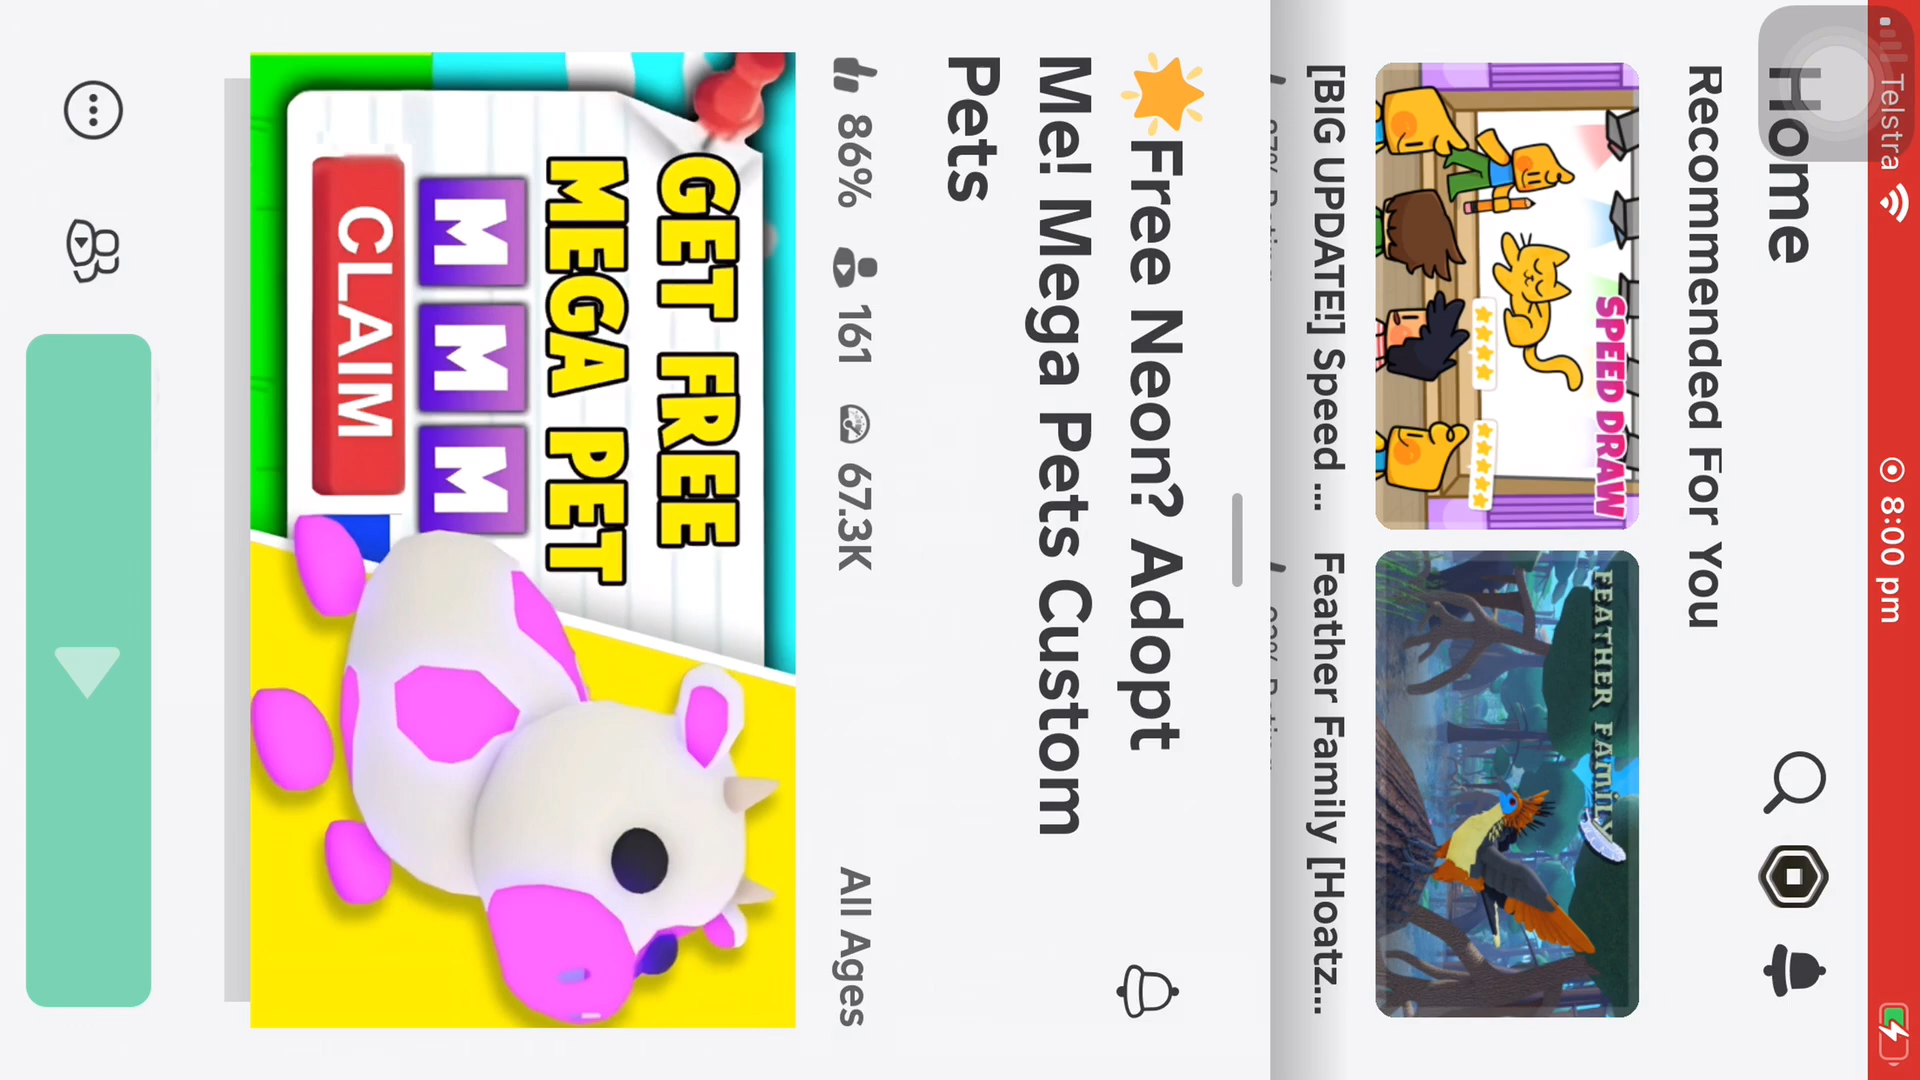 Telstra
8:00 pm
Home
Recommended For You
SPEED DRAW
FEATHER FAMILY
[BIG UPDATE!] Speed ...
Feather Family [Hoatz...
Free Neon? Adopt
Me! Mega Pets Custom
Pets
86% 161 67.3K All Ages
GET FREE
MEGA PET
M M M
CLAIM